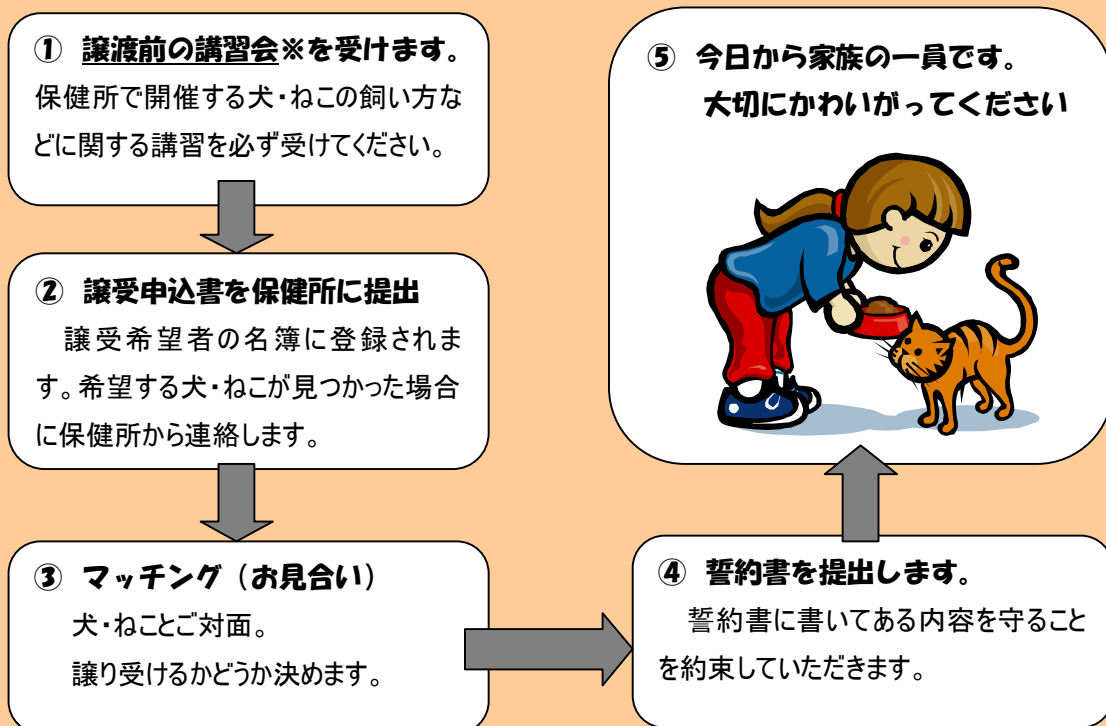 ① 譲渡前の講習会※を受けます。
保健所で開催する犬・ねこの飼い方な
どに関する講習を必ず受けてください。
② 譲受申込書を保健所に提出
譲受希望者の名簿に登録されま
す。希望する犬・ねこが見つかった場合
に保健所から連絡します。
③ マッチング（お見合い）
犬・ねことご対面。
譲り受けるかどうか決めます。
④ 誓約書を提出します。
誓約書に書いてある内容を守ること
を約束していただきます。
⑤ 今日から家族の一員です。
大切にかわいがってください